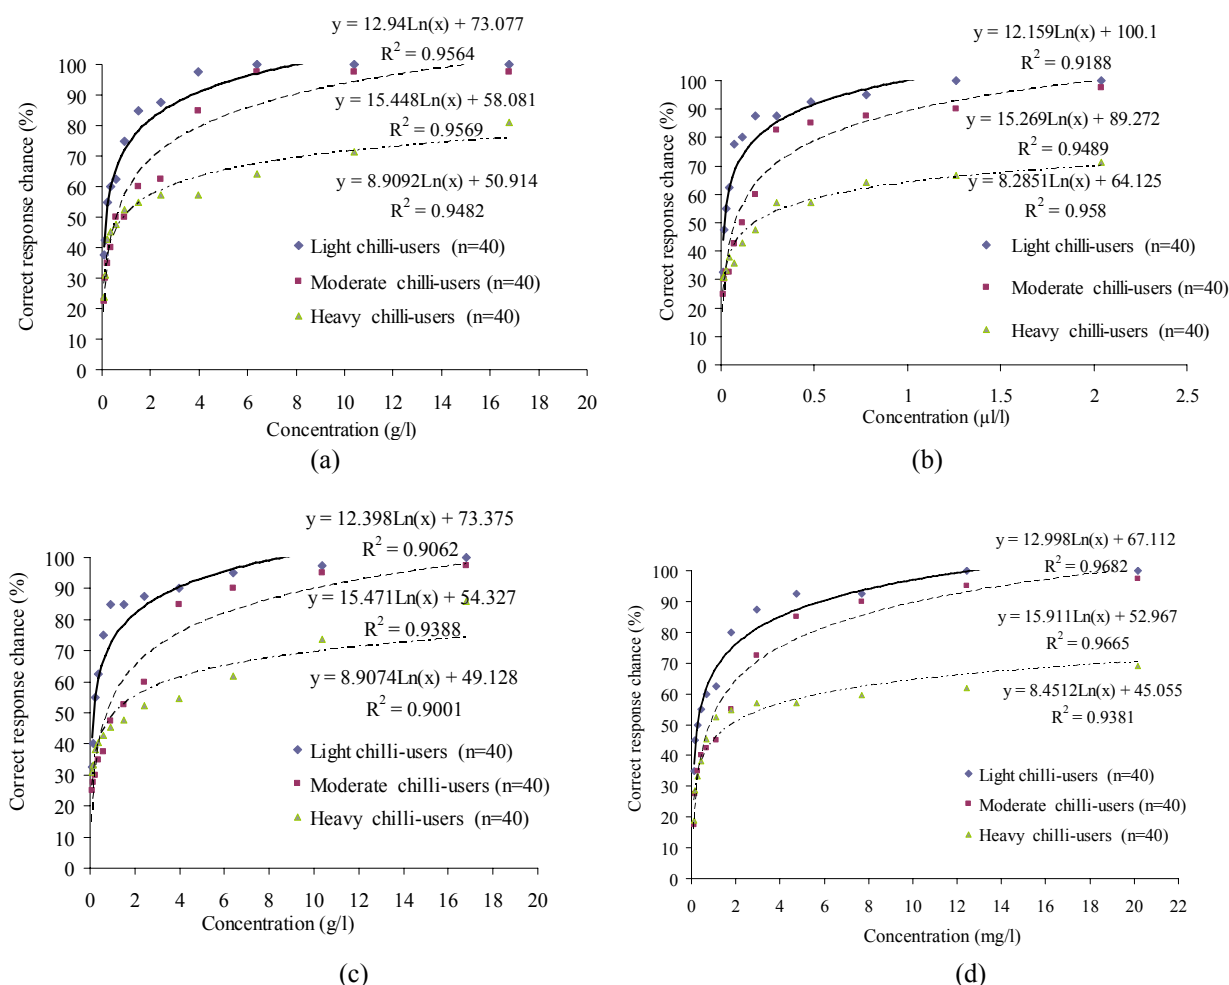 (a)
y = 12.94Ln(x) + 73.077
R² = 0.9564
y = 15.448Ln(x) + 58.081
R² = 0.9569
y = 8.9092Ln(x) + 50.914
R² = 0.9482
Light chilli-users (n=40)
Moderate chilli-users (n=40)
Heavy chilli-users (n=40)
Correct response chance (%)
100
90
80
70
60
50
40
30
20
10
0
0 2 4 6 8 10 12 14 16 18 20
Concentration (g/l)
(a)
y = 12.159Ln(x) + 100.1
R² = 0.9188
y = 15.269Ln(x) + 89.272
R² = 0.9489
y = 8.2851Ln(x) + 64.125
R² = 0.958
Light chilli-users (n=40)
Moderate chilli-users (n=40)
Heavy chilli-users (n=40)
Correct response chance (%)
100
90
80
70
60
50
40
30
20
10
0
0 0.5 1 1.5 2 2.5
Concentration (µl/l)
(b)
y = 12.398Ln(x) + 73.375
R² = 0.9062
y = 15.471Ln(x) + 54.327
R² = 0.9388
y = 8.9074Ln(x) + 49.128
R² = 0.9001
Light chilli-users (n=40)
Moderate chilli-users (n=40)
Heavy chilli-users (n=40)
Correct response chance (%)
100
90
80
70
60
50
40
30
20
10
0
0 2 4 6 8 10 12 14 16 18 20
Concentration (g/l)
(c)
y = 12.998Ln(x) + 67.112
R² = 0.9682
y = 15.911Ln(x) + 52.967
R² = 0.9665
y = 8.4512Ln(x) + 45.055
R² = 0.9381
Light chilli-users (n=40)
Moderate chilli-users (n=40)
Heavy chilli-users (n=40)
Correct response chance (%)
100
90
80
70
60
50
40
30
20
10
0
0 2 4 6 8 10 12 14 16 18 20 22
Concentration (mg/l)
(d)